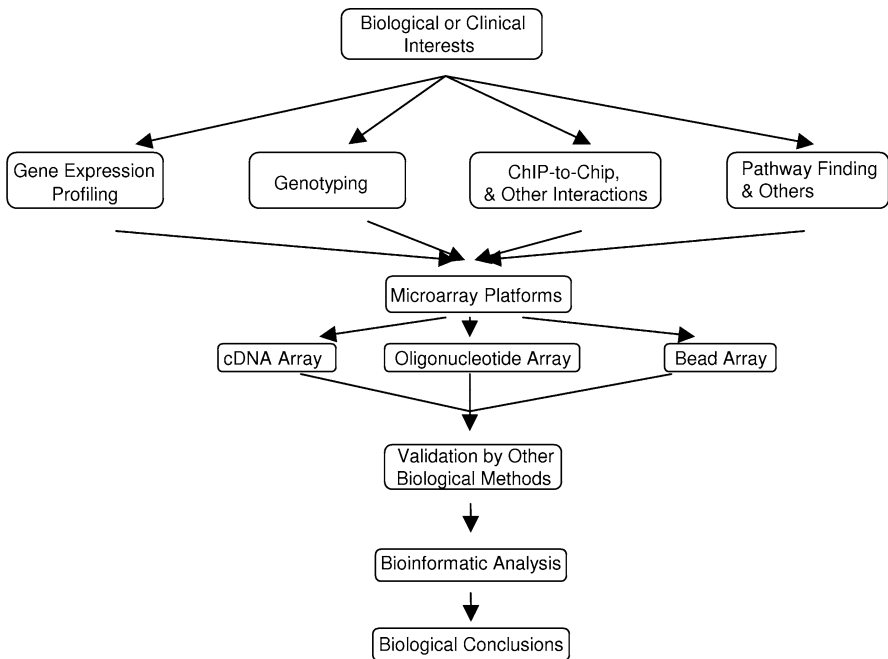 Biological or Clinical
Interests
Gene Expression
Profiling
Genotyping
ChIP-to-Chip,
& Other Interactions
Pathway Finding
& Others
Microarray Platforms
cDNA Array
Oligonucleotide Array
Bead Array
Validation by Other
Biological Methods
Bioinformatic Analysis
Biological Conclusions